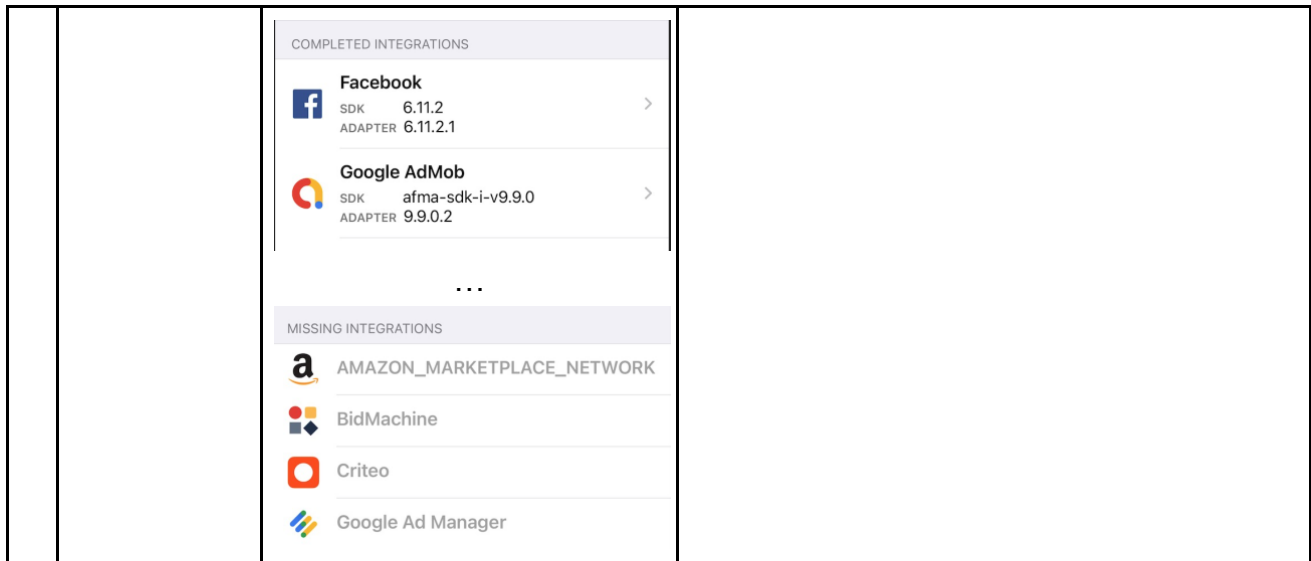 COMPLETED INTEGRATIONS
Facebook
SDK 6.11.2
ADAPTER 6.11.2.1
Google AdMob
SDK afma-sdk-i-v9.9.0
ADAPTER 9.9.0.2
...
MISSING INTEGRATIONS
AMAZON_MARKETPLACE_NETWORK
BidMachine
Criteo
Google Ad Manager